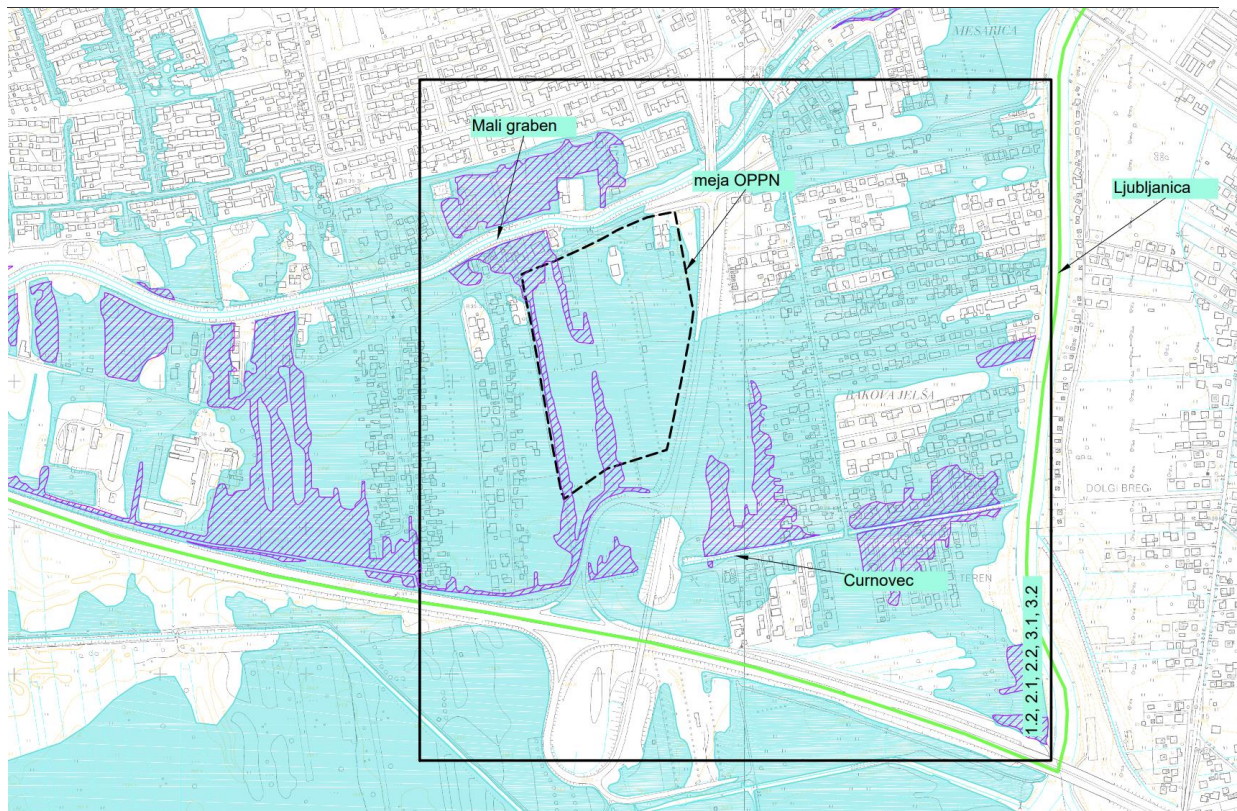 MESARICA
Mali graben
meja OPPN
Ljubljanica
RAKOVA JELŠA
DOLGI BREG
Curnovec
TEREN
1.2, 2.1, 2.2, 3.1, 3.2